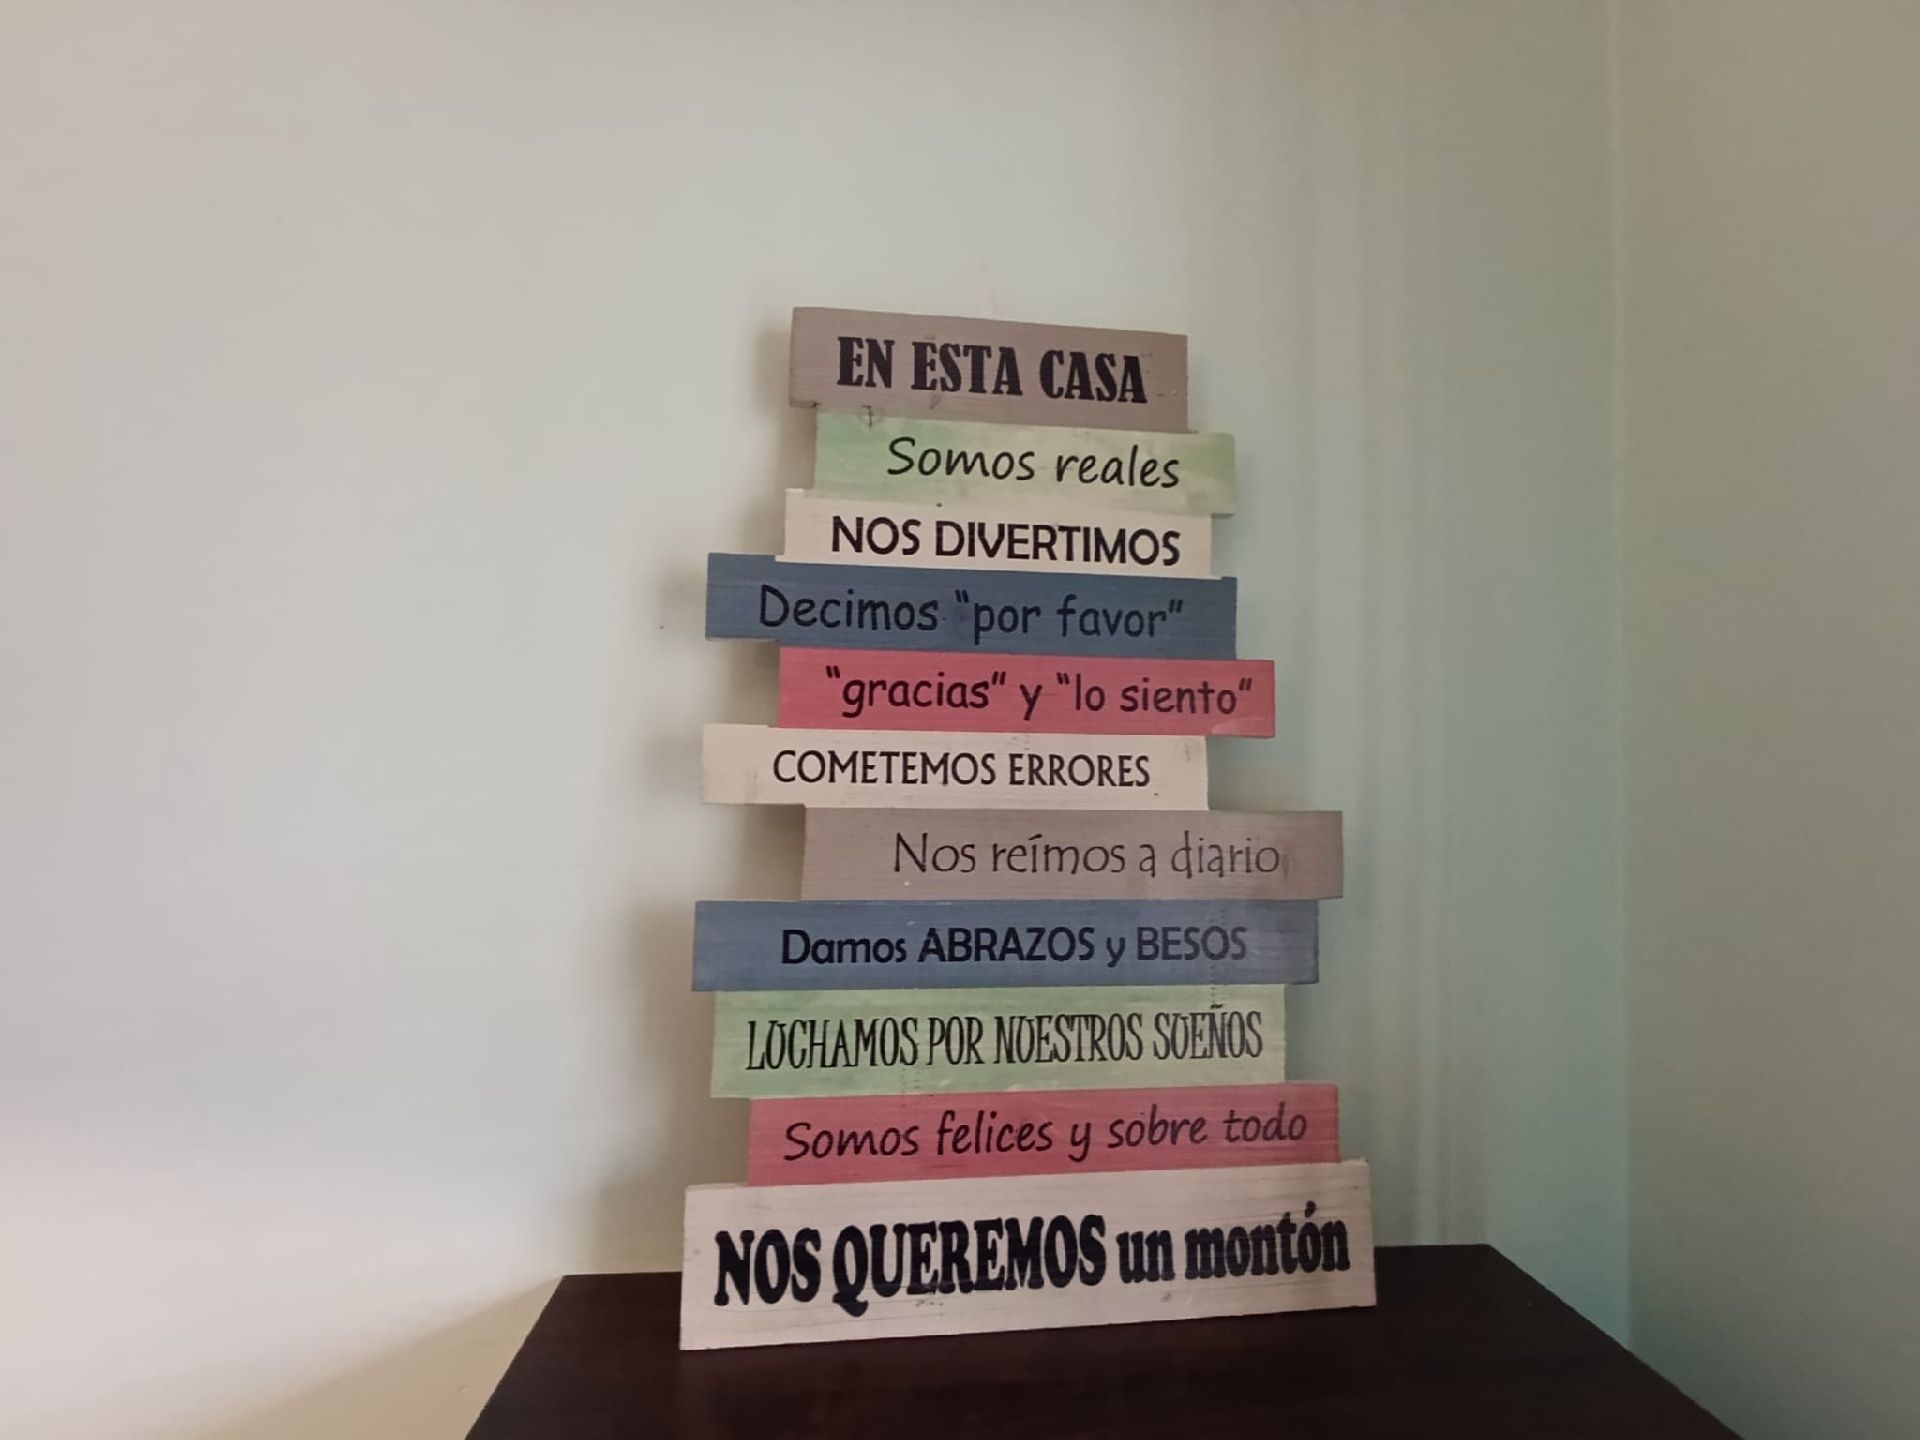 EN ESTA CASA
Somos reales
NOS DIVERTIMOS
Decimos "por favor"
"gracias" y "lo siento"
COMETEMOS ERRORES
Nos reímos a diario
Damos ABRAZOS y BESOS
LUCHAMOS POR NUESTROS SUEÑOS
Somos felices y sobre todo
NOS QUEREMOS un montón